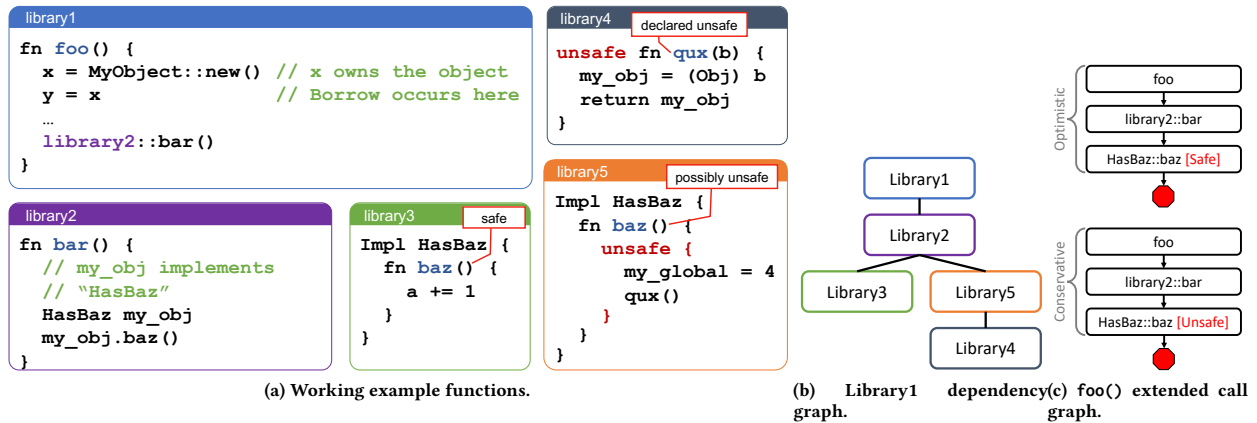 library1
fn foo() {
x = MyObject::new() // x owns the object
y = x // Borrow occurs here
…
library2::bar()
}
library4
declared unsafe
unsafe fn qux(b) {
my_obj = (Obj) b
return my_obj
}
library2
fn bar() {
// my_obj implements
// “HasBaz”
HasBaz my_obj
my_obj.baz()
}
library3
safe
Impl HasBaz {
fn baz() {
a += 1
}
}
library5
possibly unsafe
Impl HasBaz {
fn baz() {
unsafe {
my_global = 4
qux()
}
}
}
(a) Working example functions.
Library1
Library2
Library3
Library5
Library4
(b) Library1 dependency
graph.
Optimistic
foo
library2::bar
HasBaz::baz [Safe]
Conservative
foo
library2::bar
HasBaz::baz [Unsafe]
(c) foo() extended call
graph.